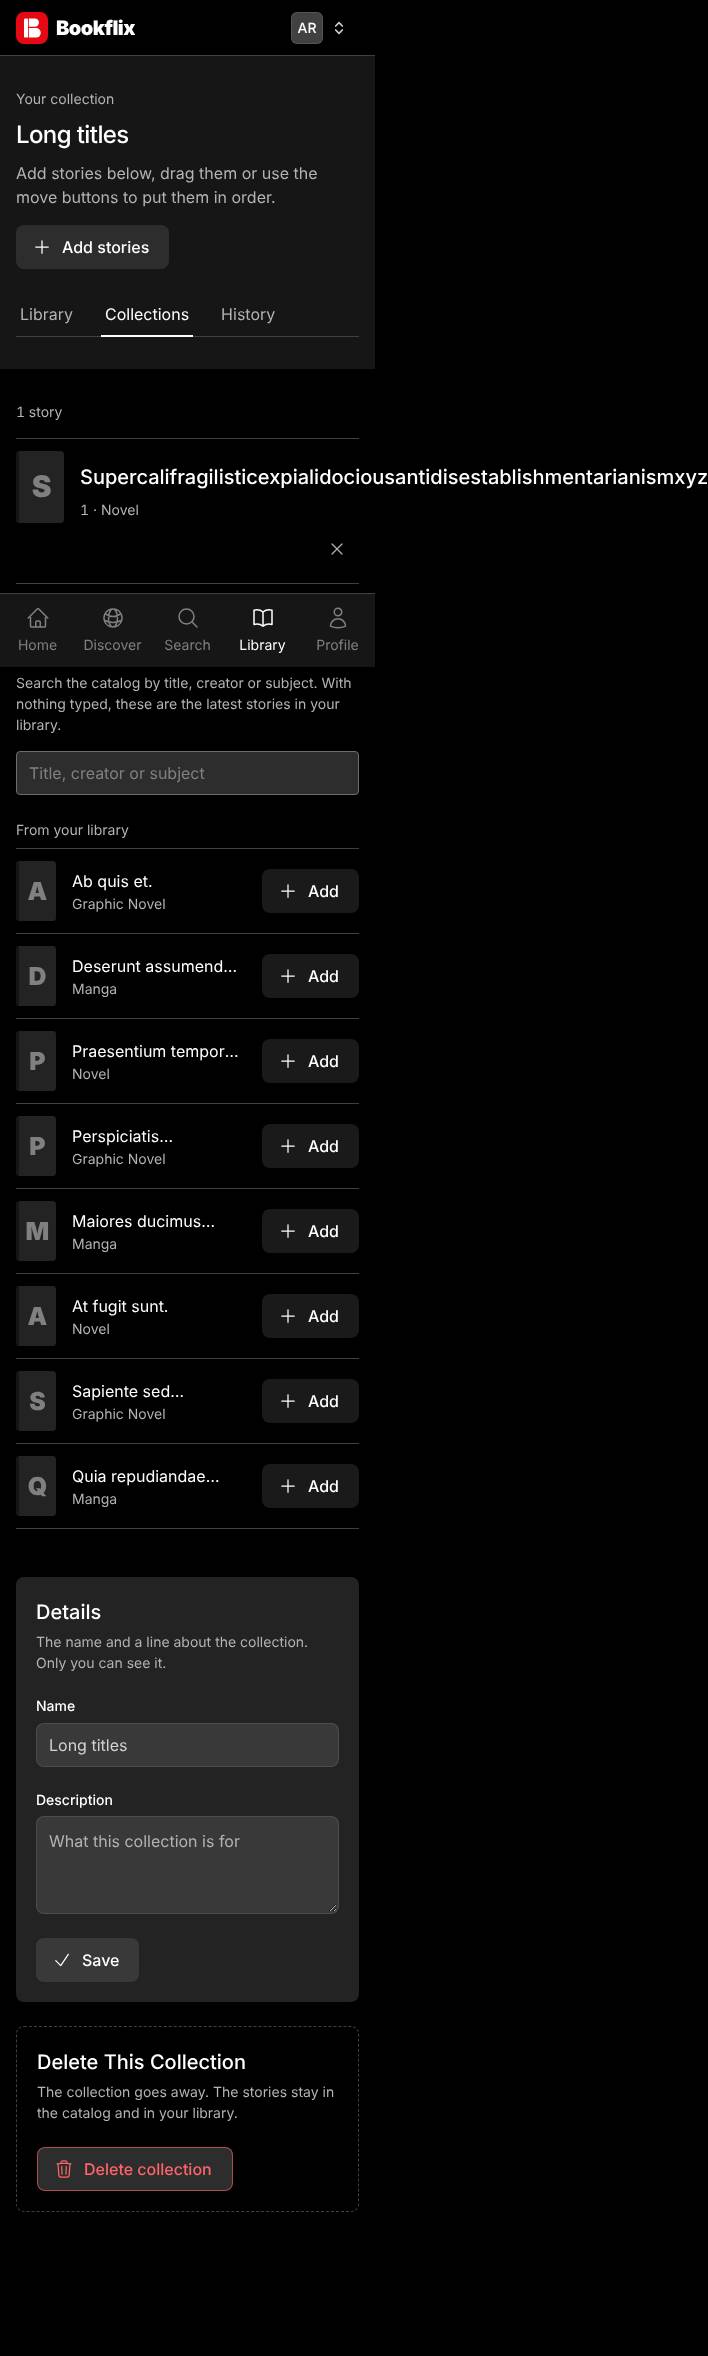 Bookflix
AR
Your collection
Long titles
Add stories below, drag them or use the
move buttons to put them in order.
Add stories
Library
Collections
History
1 story
S
Supercalifragilisticexpialidociousantidisestablishmentarianismxyz
1 · Novel
Home
Discover
Search
Library
Profile
Search the catalog by title, creator or subject. With
nothing typed, these are the latest stories in your
library.
Title, creator or subject
From your library
A
Ab quis et.
Graphic Novel
Add
D
Deserunt assumend...
Manga
Add
P
Praesentium tempor...
Novel
Add
P
Perspiciatis...
Graphic Novel
Add
M
Maiores ducimus...
Manga
Add
A
At fugit sunt.
Novel
Add
S
Sapiente sed...
Graphic Novel
Add
Q
Quia repudiandae...
Manga
Add
Details
The name and a line about the collection.
Only you can see it.
Name
Long titles
Description
What this collection is for
Save
Delete This Collection
The collection goes away. The stories stay in
the catalog and in your library.
Delete collection